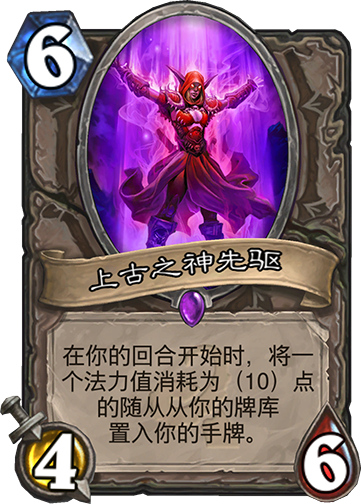 6
上古之神先驱
在你的回合开始时，将一
个法力值消耗为（10）点
的随从从你的牌库
置入你的手牌。
4
6